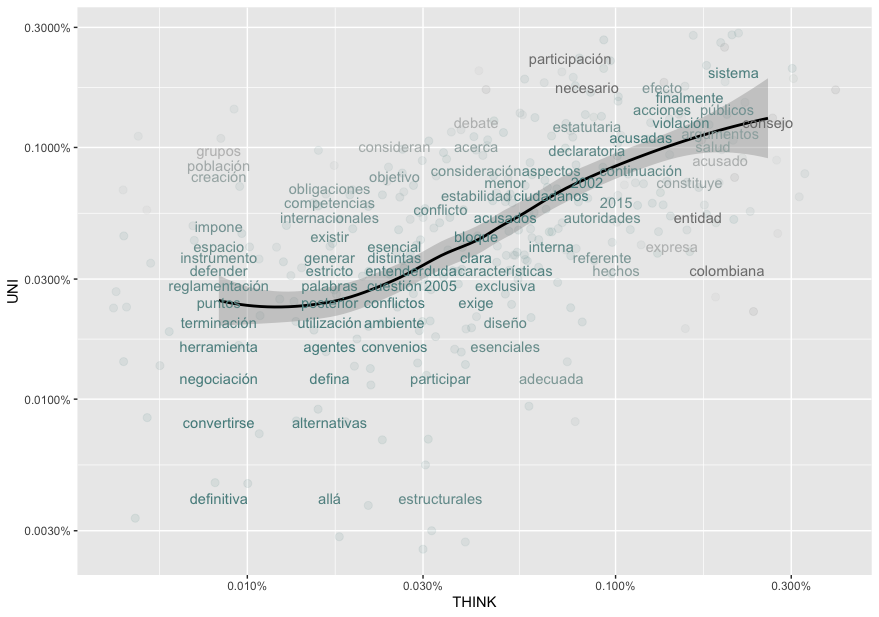 0.3000%
participación
sistema
necesario
efecto
finalmente
acciones
públicos
debate
estatutaria
violación
consejo
argumentos
acusadas
0.1000%
grupos
consideran
acerca
declaratoria
salud
acusado
población
creación
objetivo
consideración
aspectos
continuación
obligaciones
menor
2002
constituye
competencias
estabilidad
ciudadanos
2015
internacionales
conflicto
acusados
autoridades
entidad
impone
existir
bloque
espacio
esencial
interna
expresa
instrumento
generar
distintas
clara
referente
0.0300%
defender
estricto
entender
duda
características
hechos
colombiana
reglamentación
palabras
cuestión
2005
exclusiva
puntos
posterior
conflictos
exige
terminación
utilización
ambiente
diseño
herramienta
agentes
convenios
esenciales
negociación
defina
participar
adecuada
0.0100%
convertirse
alternativas
definitiva
allá
estructurales
0.0030%
0.010%
0.030%
0.100%
0.300%
THINK
UNI